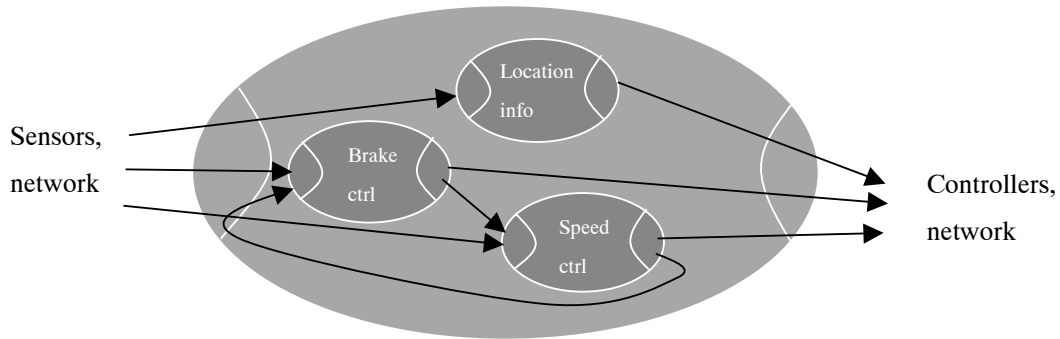 Sensors,
network
Location
info
Brake
ctrl
Speed
ctrl
Controllers,
network